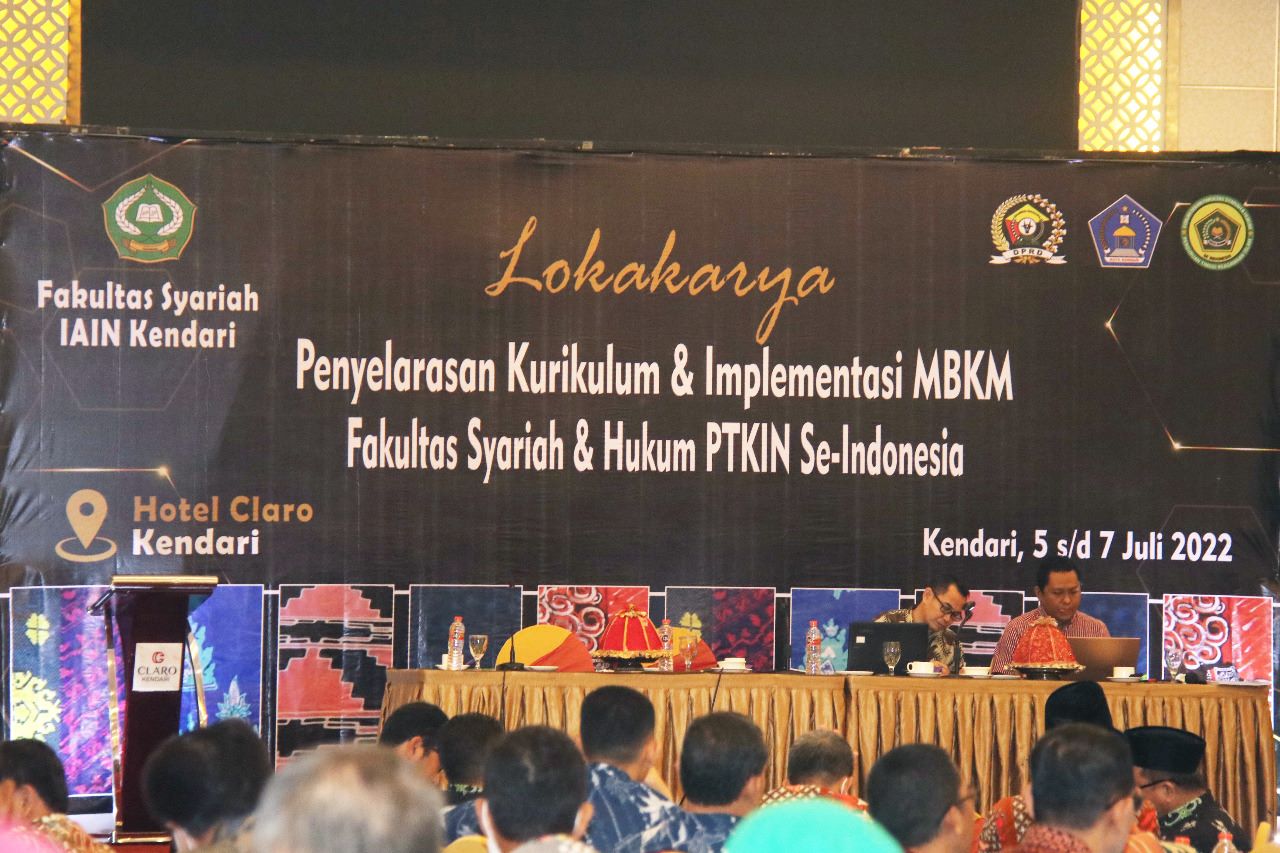 Lokakarya
Fakultas Syariah
IAIN Kendari
DPRD
Penyelarasan Kurikulum & Implementasi MBKM
Fakultas Syariah & Hukum PTKIN Se-Indonesia
Hotel Claro
Kendari
Kendari, 5 s/d 7 Juli 2022
CLARO
KENDARI